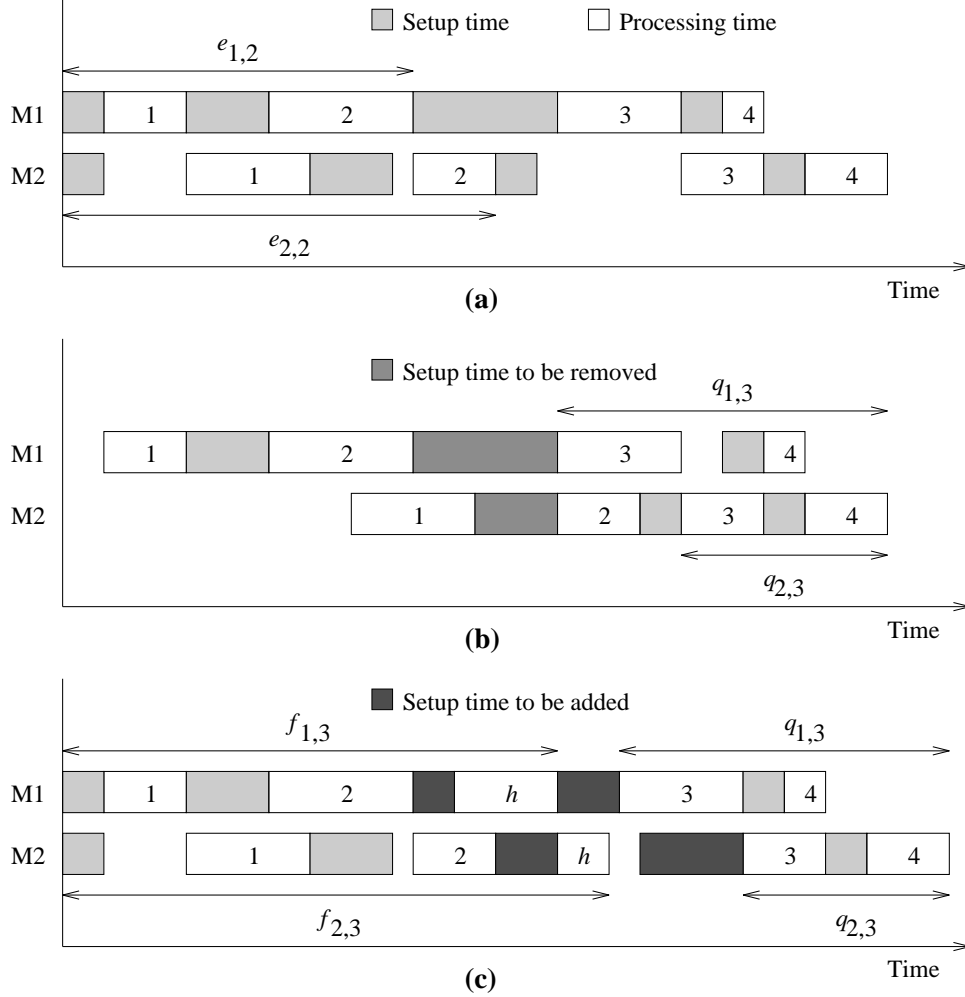 Setup time Processing time
e1,2
M1 1 2 3 4
M2 1 2 3 4
e2,2
Time
(a)
Setup time to be removed
q1,3
M1 1 2 3 4
M2 1 2 3 4
q2,3
Time
(b)
Setup time to be added
f1,3 q1,3
M1 1 2 h 3 4
M2 1 2 h 3 4
f2,3 q2,3
Time
(c)